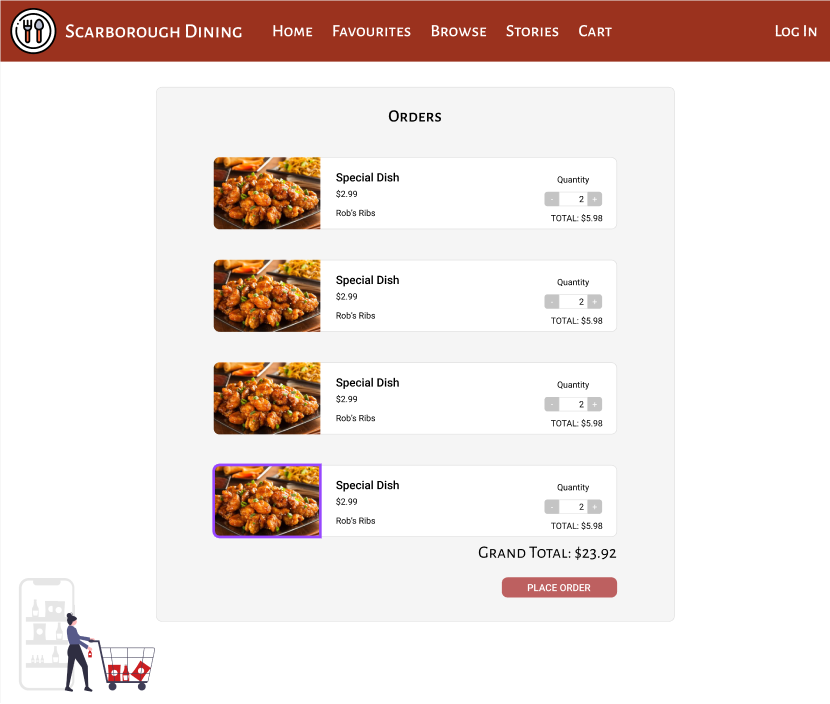 Scarborough Dining Home Favourites Browse Stories Cart Log In
Orders
Special Dish
$2.99
Rob's Ribs
Quantity
- 2 +
TOTAL: $5.98
Special Dish
$2.99
Rob's Ribs
Quantity
- 2 +
TOTAL: $5.98
Special Dish
$2.99
Rob's Ribs
Quantity
- 2 +
TOTAL: $5.98
Special Dish
$2.99
Rob's Ribs
Quantity
- 2 +
TOTAL: $5.98
Grand Total: $23.92
PLACE ORDER